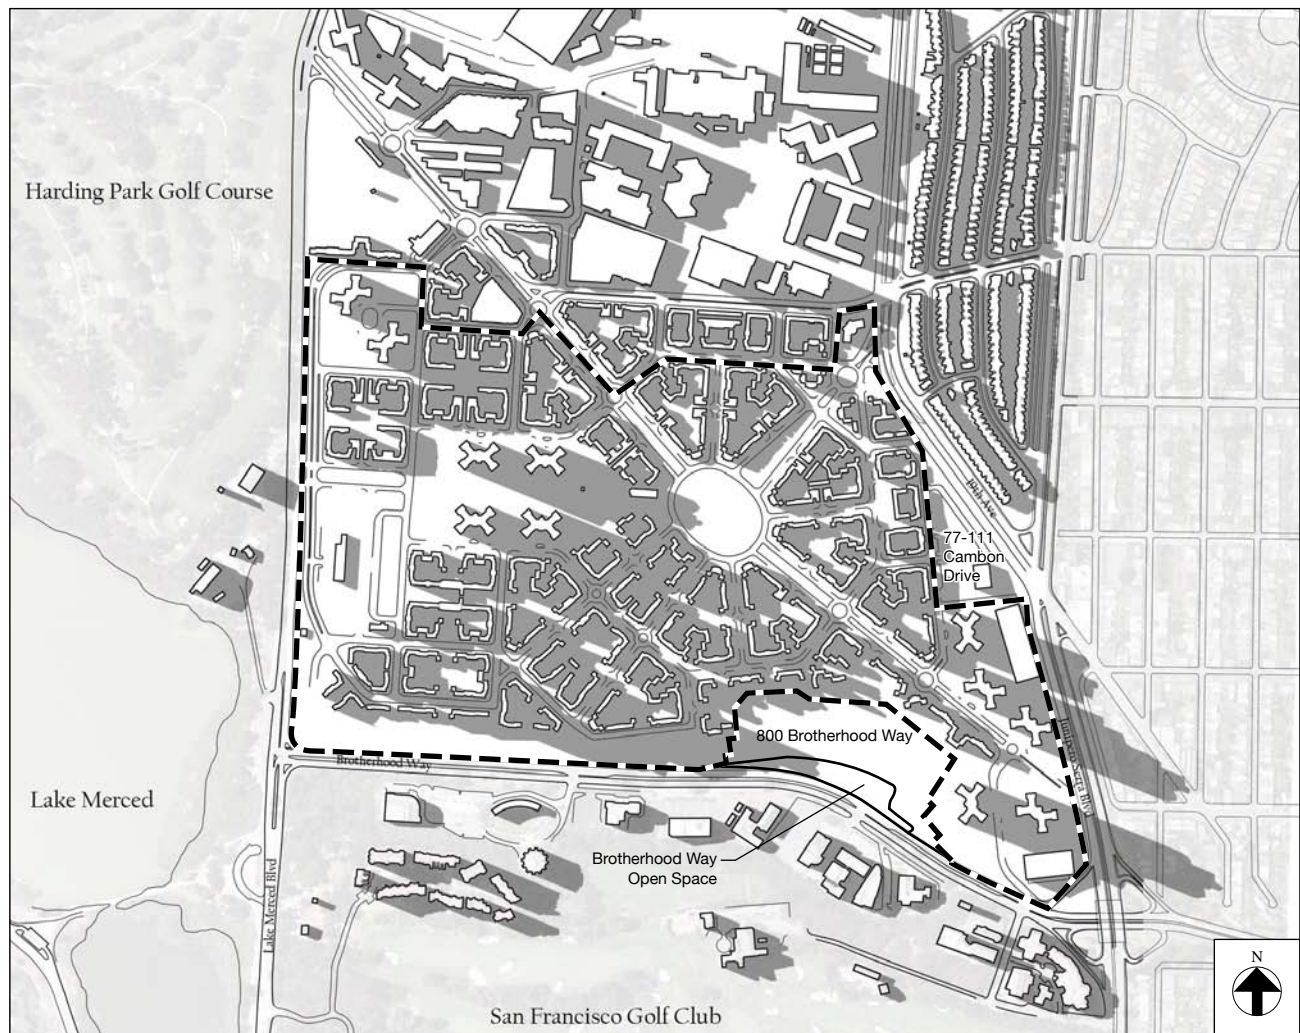 Harding Park Golf Course
19th Ave
77-111
Cambon
Drive
800 Brotherhood Way
Junipero Serra Blvd
Brotherhood Way
Lake Merced
Brotherhood Way
Open Space
Lake Merced Blvd
N
San Francisco Golf Club